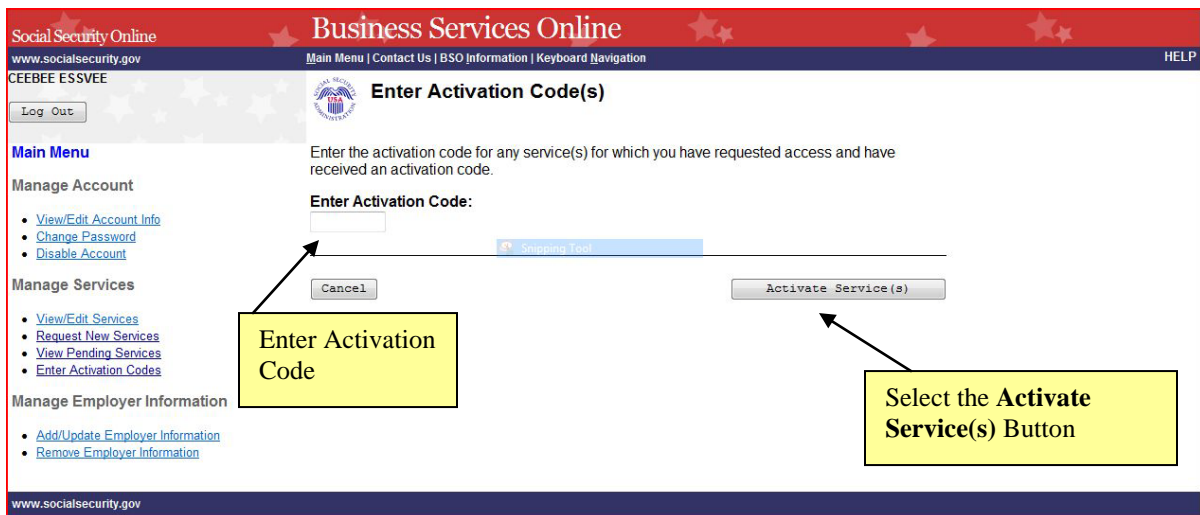 Social Security Online
Business Services Online
www.socialsecurity.gov
Main Menu | Contact Us | BSO Information | Keyboard Navigation
HELP
CEEBEE ESSVEE
Log Out
Main Menu
Manage Account
• View/Edit Account Info
• Change Password
• Disable Account
Manage Services
• View/Edit Services
• Request New Services
• View Pending Services
• Enter Activation Codes
Manage Employer Information
• Add/Update Employer Information
• Remove Employer Information
SOCIAL SECURITY ADMINISTRATION
USA
Enter Activation Code(s)
Enter the activation code for any service(s) for which you have requested access and have
received an activation code.
Enter Activation Code:
Snipping Tool
Cancel
Activate Service(s)
Enter Activation
Code
Select the Activate
Service(s) Button
www.socialsecurity.gov